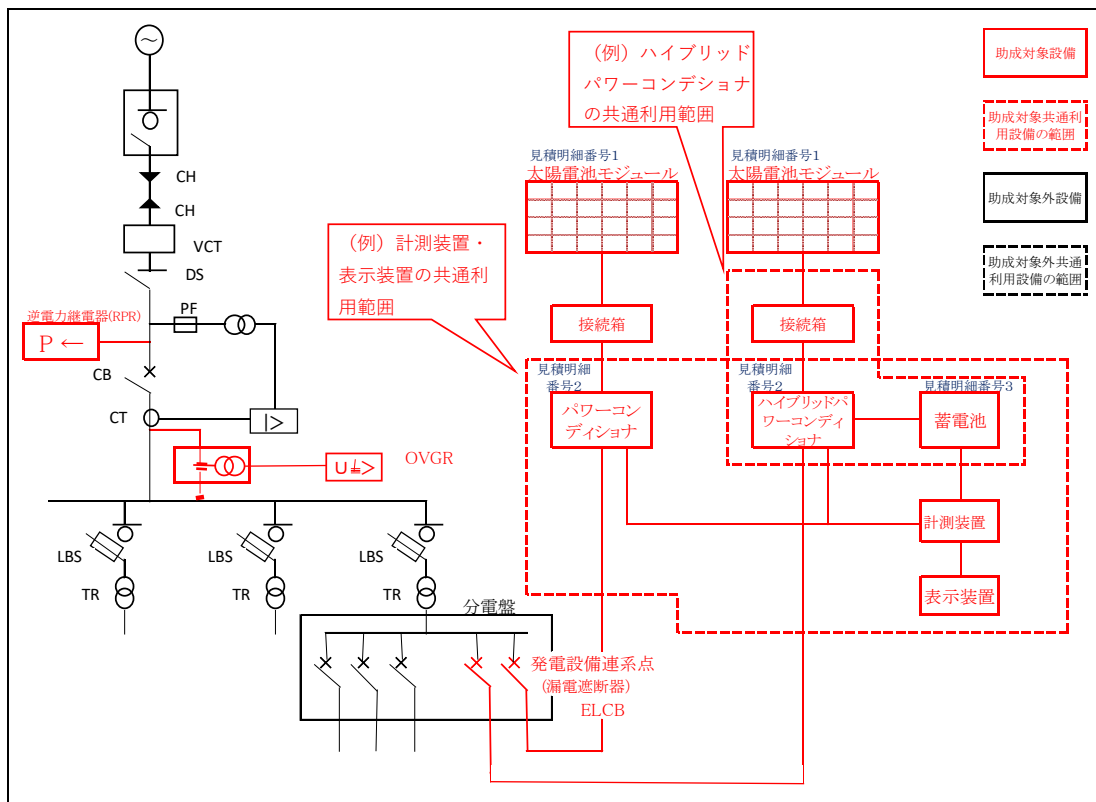 ～
CH
CH
VCT
DS
PF
逆電力継電器(RPR)
P ←
CB
CT
I>
OVGR
U⏚>
LBS
LBS
LBS
TR
TR
TR
分電盤
発電設備連系点
(漏電遮断器)
ELCB
（例）計測装置・
表示装置の共通利
用範囲
（例）ハイブリッド
パワーコンデショナ
の共通利用範囲
見積明細番号1
太陽電池モジュール
見積明細番号1
太陽電池モジュール
接続箱
接続箱
見積明細
番号2
パワーコン
ディショナ
見積明細
番号2
ハイブリッドパ
ワーコンディ
ショナ
見積明細番号3
蓄電池
計測装置
表示装置
助成対象設備
助成対象共通利
用設備の範囲
助成対象外設備
助成対象外共通
利用設備の範囲